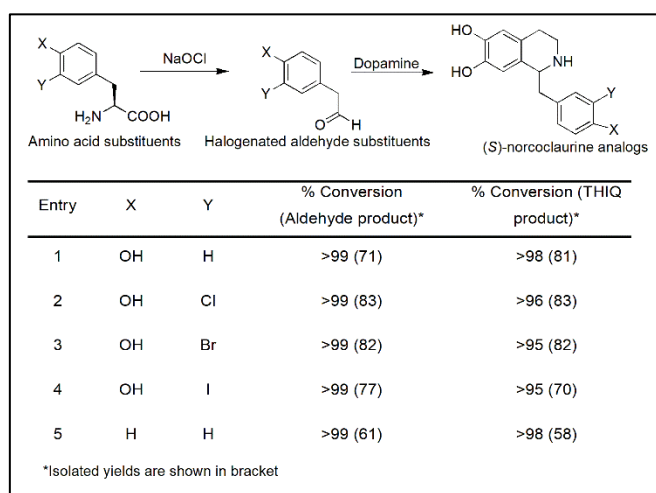 X
Y
H₂N
COOH
Amino acid substituents
NaOCl
X
Y
O
H
Halogenated aldehyde substituents
Dopamine
HO
HO
NH
Y
X
(S)-norcoclaurine analogs
Entry X Y % Conversion (Aldehyde product)* % Conversion (THIQ product)*
1 OH H >99 (71) >98 (81)
2 OH Cl >99 (83) >96 (83)
3 OH Br >99 (82) >95 (82)
4 OH I >99 (77) >95 (70)
5 H H >99 (61) >98 (58)
*Isolated yields are shown in bracket